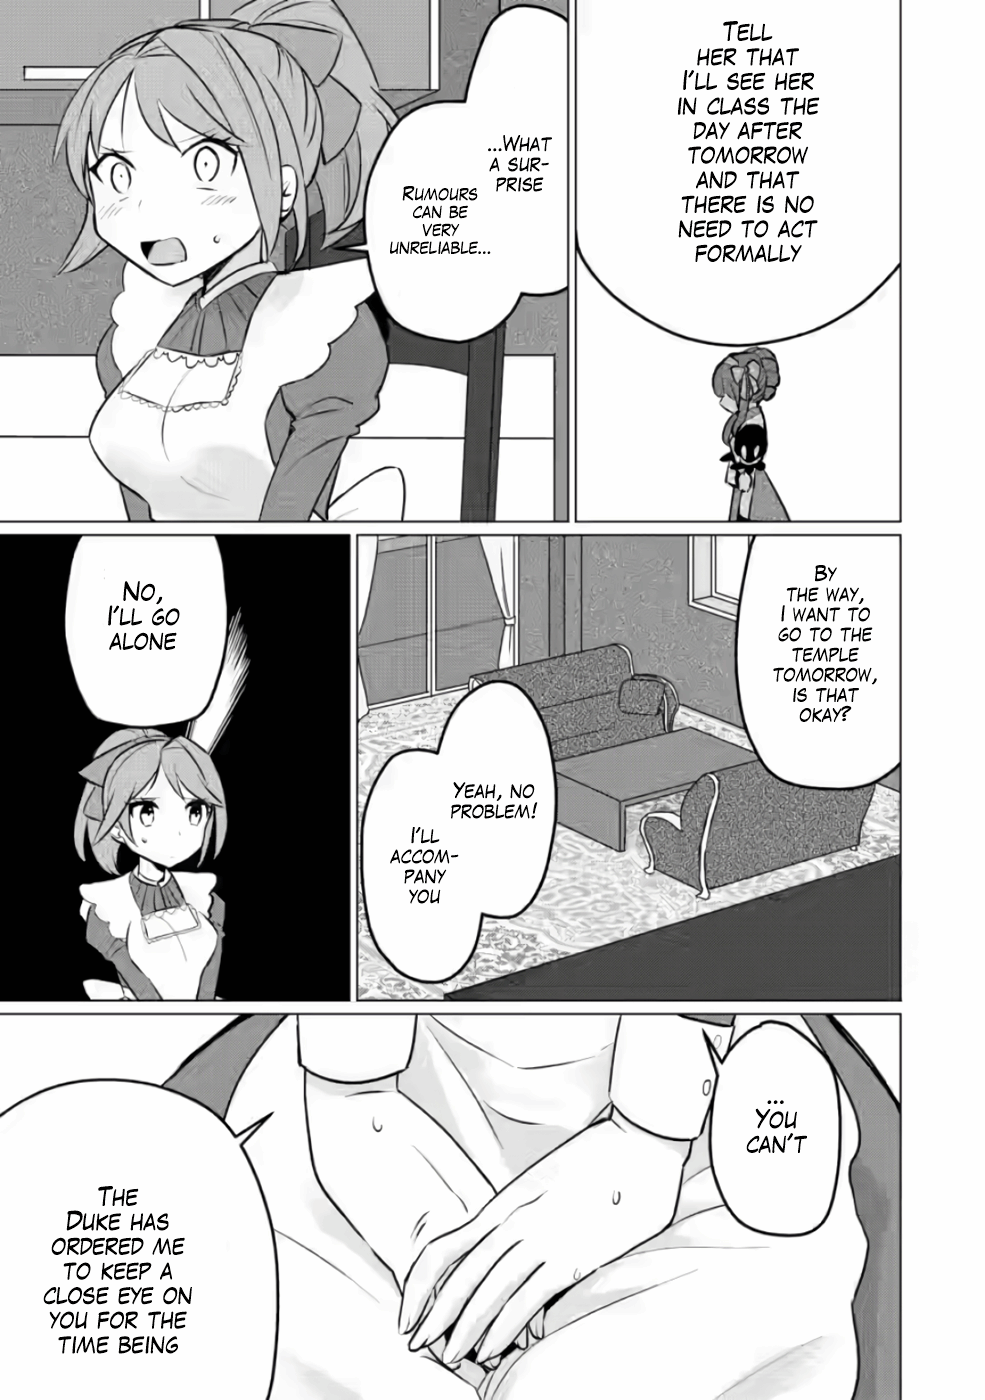 TELL
HER THAT
I'LL SEE HER
IN CLASS THE
DAY AFTER
TOMORROW
AND THAT
THERE IS NO
NEED TO ACT
FORMALLY
...WHAT
A SUR-
PRISE
RUMOURS
CAN BE
VERY
UNRELIABLE...
BY
THE WAY,
I WANT TO
GO TO THE
TEMPLE
TOMORROW,
IS THAT
OKAY?
YEAH, NO
PROBLEM!
I'LL
ACCOM-
PANY
YOU
NO,
I'LL GO
ALONE
...
YOU
CAN'T
THE
DUKE HAS
ORDERED ME
TO KEEP A
CLOSE EYE ON
YOU FOR THE
TIME BEING